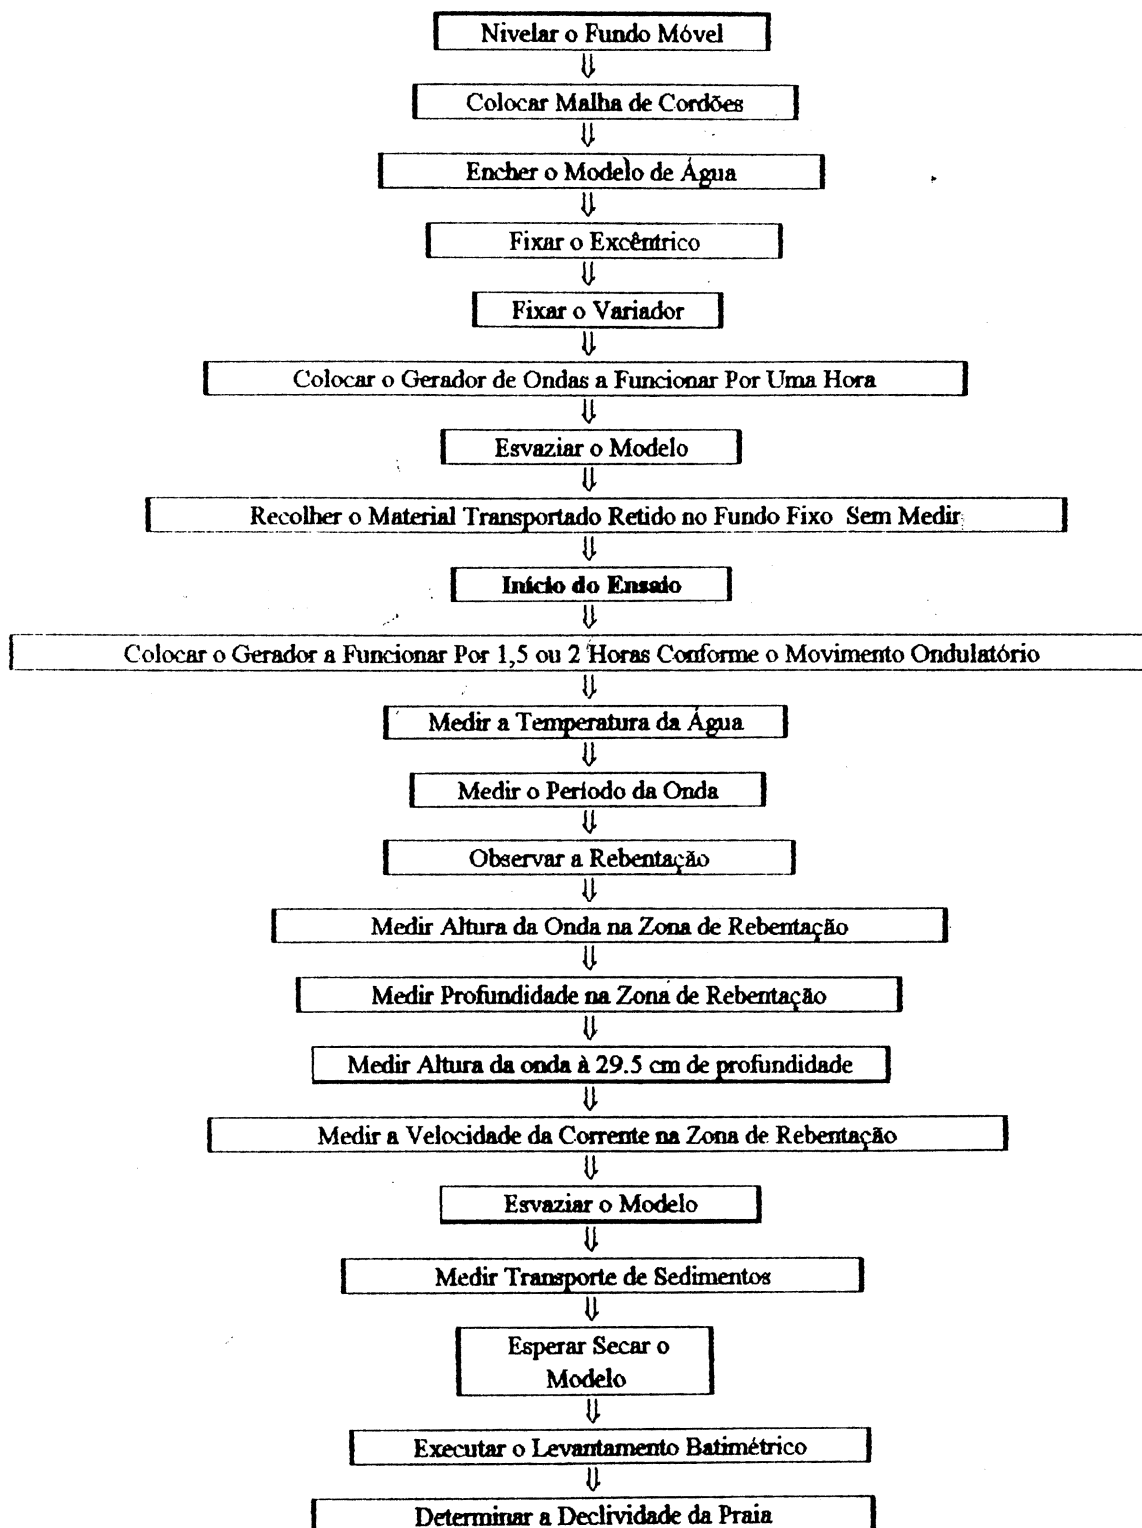 Nivelar o Fundo Móvel
⇓
Colocar Malha de Cordões
⇓
Encher o Modelo de Água
⇓
Fixar o Excêntrico
⇓
Fixar o Variador
⇓
Colocar o Gerador de Ondas a Funcionar Por Uma Hora
⇓
Esvaziar o Modelo
⇓
Recolher o Material Transportado Retido no Fundo Fixo Sem Medir
⇓
Início do Ensaio
⇓
Colocar o Gerador a Funcionar Por 1,5 ou 2 Horas Conforme o Movimento Ondulatório
⇓
Medir a Temperatura da Água
⇓
Medir o Período da Onda
⇓
Observar a Rebentação
⇓
Medir Altura da Onda na Zona de Rebentação
⇓
Medir Profundidade na Zona de Rebentação
⇓
Medir Altura da onda à 29.5 cm de profundidade
⇓
Medir a Velocidade da Corrente na Zona de Rebentação
⇓
Esvaziar o Modelo
⇓
Medir Transporte de Sedimentos
⇓
Esperar Secar o
Modelo
⇓
Executar o Levantamento Batimétrico
⇓
Determinar a Declividade da Praia